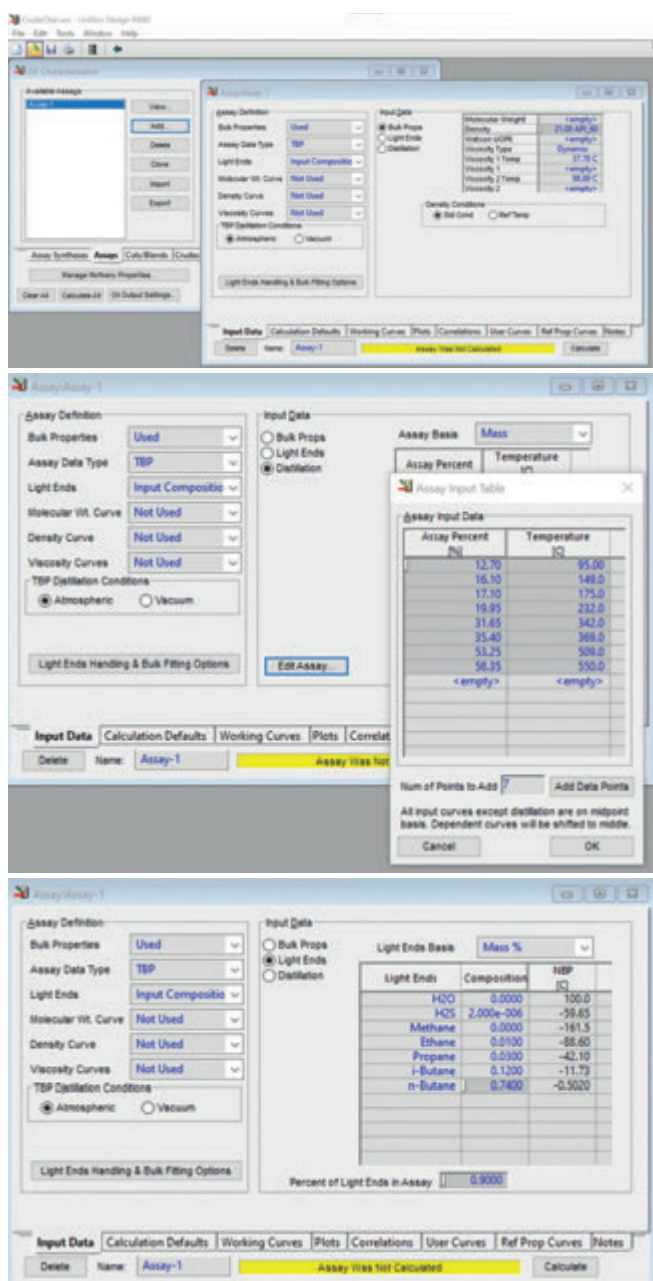 File Edit Tools Window Help
Oil Characterization
Available Assays
Assay-1
View...
Add...
Delete
Clone
Import
Export
Assay Syntheses Assays Cuts/Blends Crudes
Manage Refinery Properties...
Clear All Calculate All Oil Output Settings...
Assay:Assay-1
Assay Definition
Bulk Properties Used
Assay Data Type TBP
Light Ends Input Compositio
Molecular Wt. Curve Not Used
Density Curve Not Used
Viscosity Curves Not Used
TBP Distillation Conditions
Atmospheric Vacuum
Light Ends Handling & Bulk Fitting Options
Input Data
Bulk Props
Light Ends
Distillation
Molecular Weight <empty>
Density 21.00 API_60
Watson UOPK <empty>
Viscosity Type Dynamic
Viscosity 1 Temp 37.78 C
Viscosity 1 <empty>
Viscosity 2 Temp 98.89 C
Viscosity 2 <empty>
Density Conditions
Std Cond Ref Temp
Input Data Calculation Defaults Working Curves Plots Correlations User Curves Ref Prop Curves Notes
Delete Name: Assay-1 Assay Was Not Calculated Calculate
Assay:Assay-1
Assay Definition
Bulk Properties Used
Assay Data Type TBP
Light Ends Input Compositio
Molecular Wt. Curve Not Used
Density Curve Not Used
Viscosity Curves Not Used
TBP Distillation Conditions
Atmospheric Vacuum
Light Ends Handling & Bulk Fitting Options
Input Data
Bulk Props
Light Ends
Distillation
Edit Assay...
Assay Basis Mass
Assay Percent Temperature
[C]
Assay Input Table
Assay Input Data
Assay Percent Temperature
[%] [C]
12.70 95.00
16.10 149.0
17.10 175.0
19.95 232.0
31.65 342.0
35.40 369.0
53.25 509.0
58.35 550.0
<empty> <empty>
Num of Points to Add 7 Add Data Points
All input curves except distillation are on midpoint
basis. Dependent curves will be shifted to middle.
Cancel OK
Input Data Calculation Defaults Working Curves Plots Correlat
Delete Name: Assay-1 Assay Was Not
Assay:Assay-1
Assay Definition
Bulk Properties Used
Assay Data Type TBP
Light Ends Input Compositio
Molecular Wt. Curve Not Used
Density Curve Not Used
Viscosity Curves Not Used
TBP Distillation Conditions
Atmospheric Vacuum
Light Ends Handling & Bulk Fitting Options
Input Data
Bulk Props
Light Ends
Distillation
Light Ends Basis Mass %
Light Ends Composition NBP
[C]
H2O 0.0000 100.0
H2S 2.000e-006 -59.65
Methane 0.0000 -161.5
Ethane 0.0100 -88.60
Propane 0.0300 -42.10
i-Butane 0.1200 -11.73
n-Butane 0.7400 -0.5020
Percent of Light Ends in Assay 0.9000
Input Data Calculation Defaults Working Curves Plots Correlations User Curves Ref Prop Curves Notes
Delete Name: Assay-1 Assay Was Not Calculated Calculate